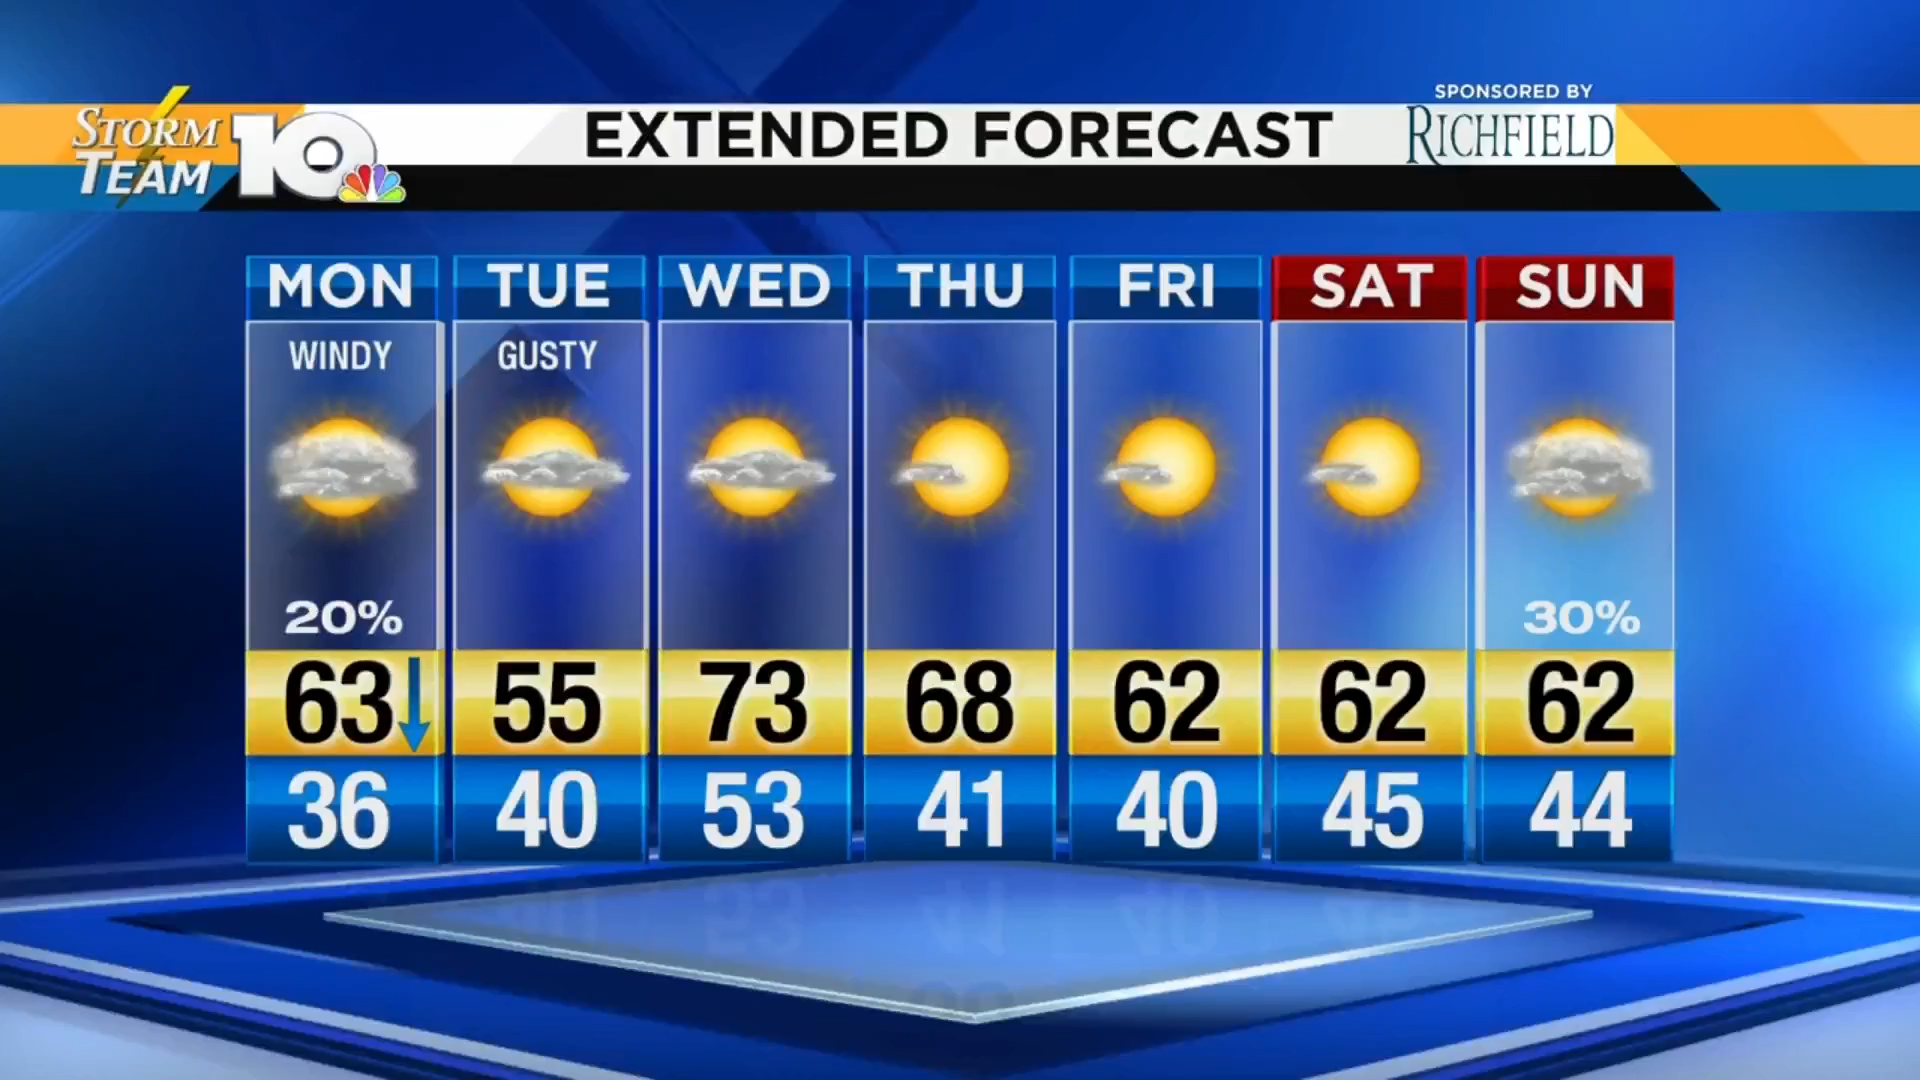 SPONSORED BY
STORM TEAM 10
EXTENDED FORECAST
RICHFIELD
MON TUE WED THU FRI SAT SUN
WINDY GUSTY
20% 30%
63 55 73 68 62 62 62
36 40 53 41 40 45 44